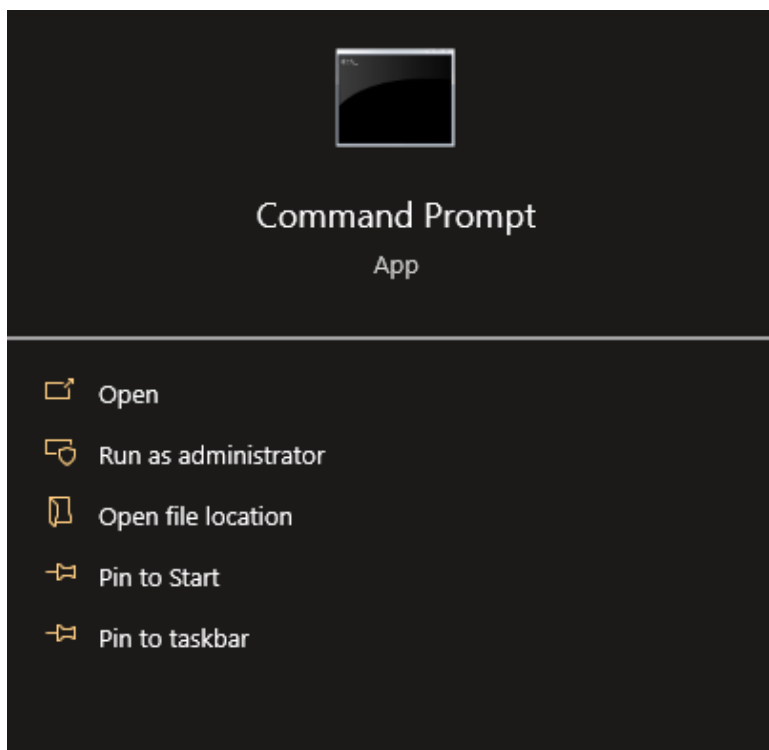 Command Prompt
App
Open
Run as administrator
Open file location
Pin to Start
Pin to taskbar